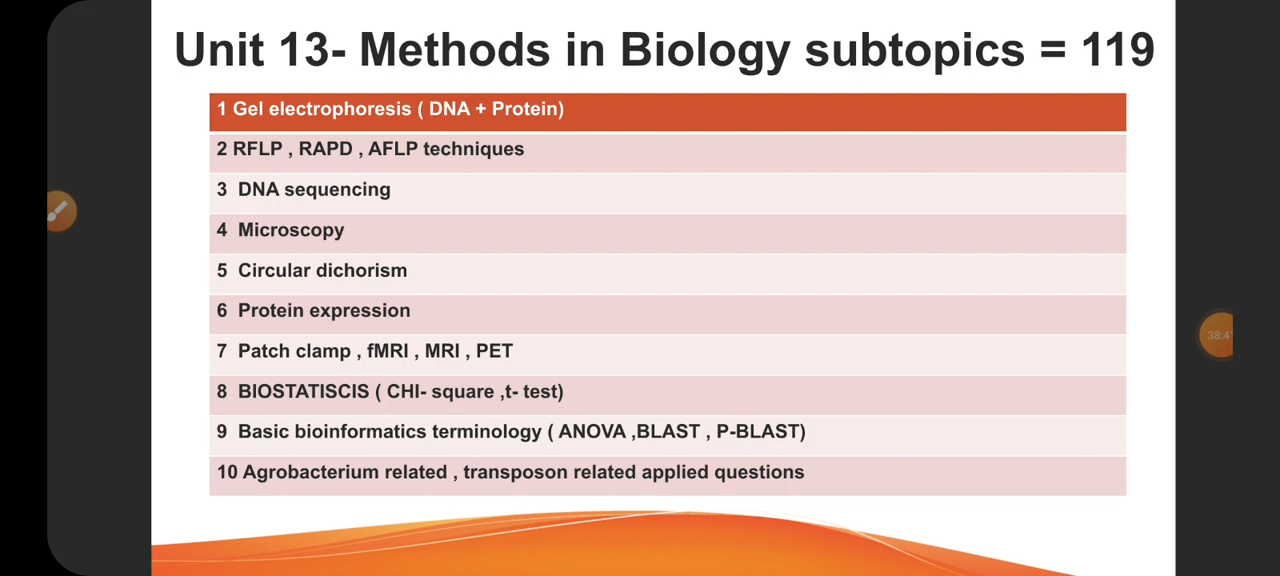 Unit 13- Methods in Biology subtopics = 119
1 Gel electrophoresis ( DNA + Protein)
2 RFLP , RAPD , AFLP techniques
3 DNA sequencing
4 Microscopy
5 Circular dichorism
6 Protein expression
7 Patch clamp , fMRI , MRI , PET
8 BIOSTATISCIS ( CHI- square ,t- test)
9 Basic bioinformatics terminology ( ANOVA ,BLAST , P-BLAST)
10 Agrobacterium related , transposon related applied questions